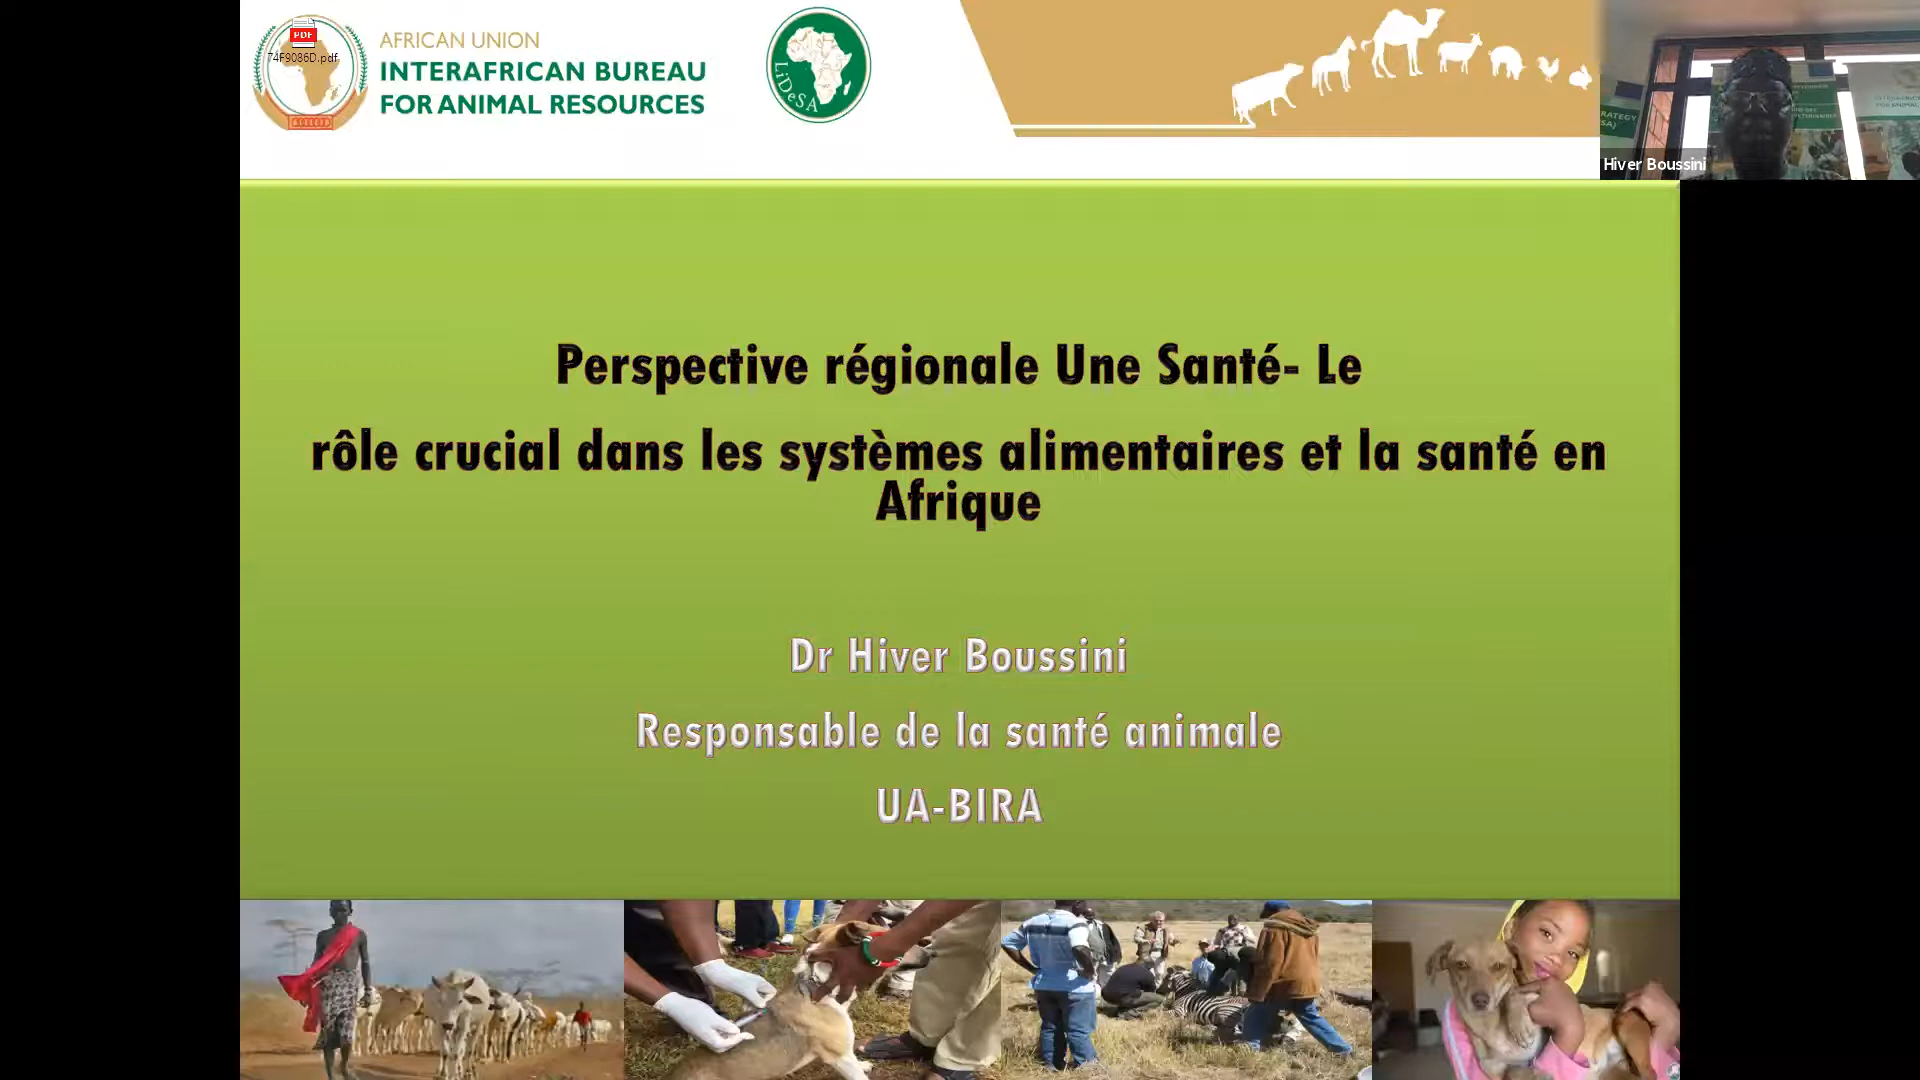 PDF
74F9086D.pdf
AFRICAN UNION
INTERAFRICAN BUREAU
FOR ANIMAL RESOURCES
LiDeSA
RATEGY
SA)
Hiver Boussini
Perspective régionale Une Santé- Le
rôle crucial dans les systèmes alimentaires et la santé en
Afrique
Dr Hiver Boussini
Responsable de la santé animale
UA-BIRA